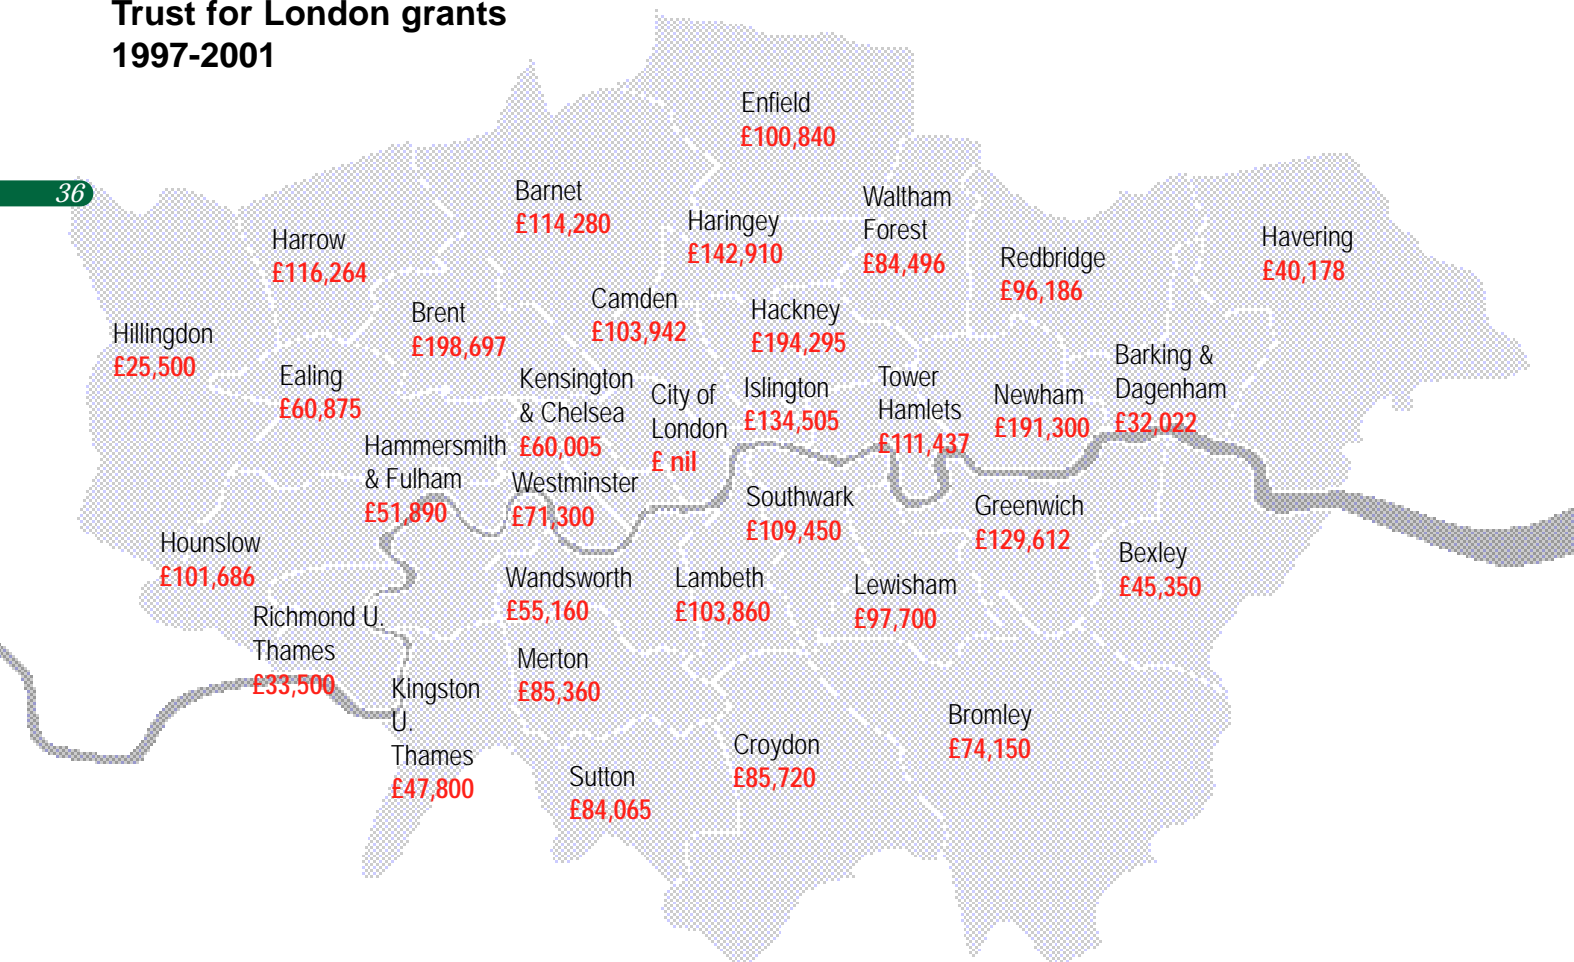 Trust for London grants
1997-2001
36
Enfield
£100,840
Barnet
£114,280
Haringey
£142,910
Waltham
Forest
£84,496
Harrow
£116,264
Redbridge
£96,186
Havering
£40,178
Hillingdon
£25,500
Brent
£198,697
Camden
£103,942
Hackney
£194,295
Ealing
£60,875
Kensington
& Chelsea
£60,005
City of
London
£ nil
Islington
£134,505
Tower
Hamlets
£111,437
Newham
£191,300
Barking &
Dagenham
£32,022
Hammersmith
& Fulham
£51,890
Westminster
£71,300
Southwark
£109,450
Greenwich
£129,612
Hounslow
£101,686
Bexley
£45,350
Richmond U.
Thames
£33,500
Wandsworth
£55,160
Lambeth
£103,860
Lewisham
£97,700
Kingston
U.
Thames
£47,800
Merton
£85,360
Sutton
£84,065
Croydon
£85,720
Bromley
£74,150